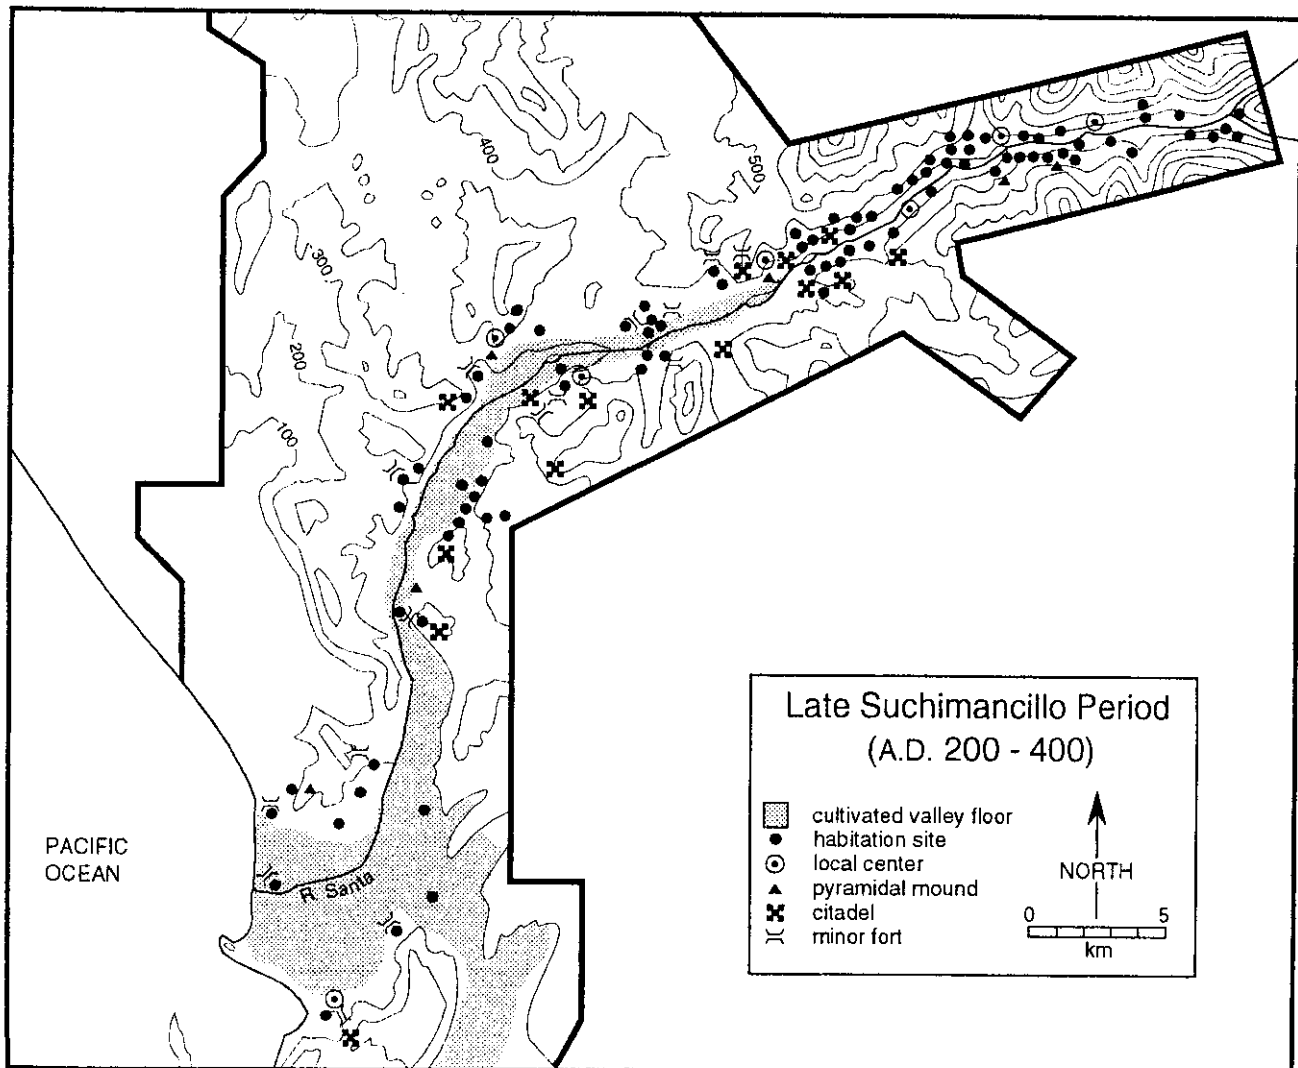 400
500
300
200
100
PACIFIC
OCEAN
R. Santa
Late Suchimancillo Period
(A.D. 200 - 400)
cultivated valley floor
habitation site
local center
pyramidal mound
citadel
minor fort
NORTH
0 5
km